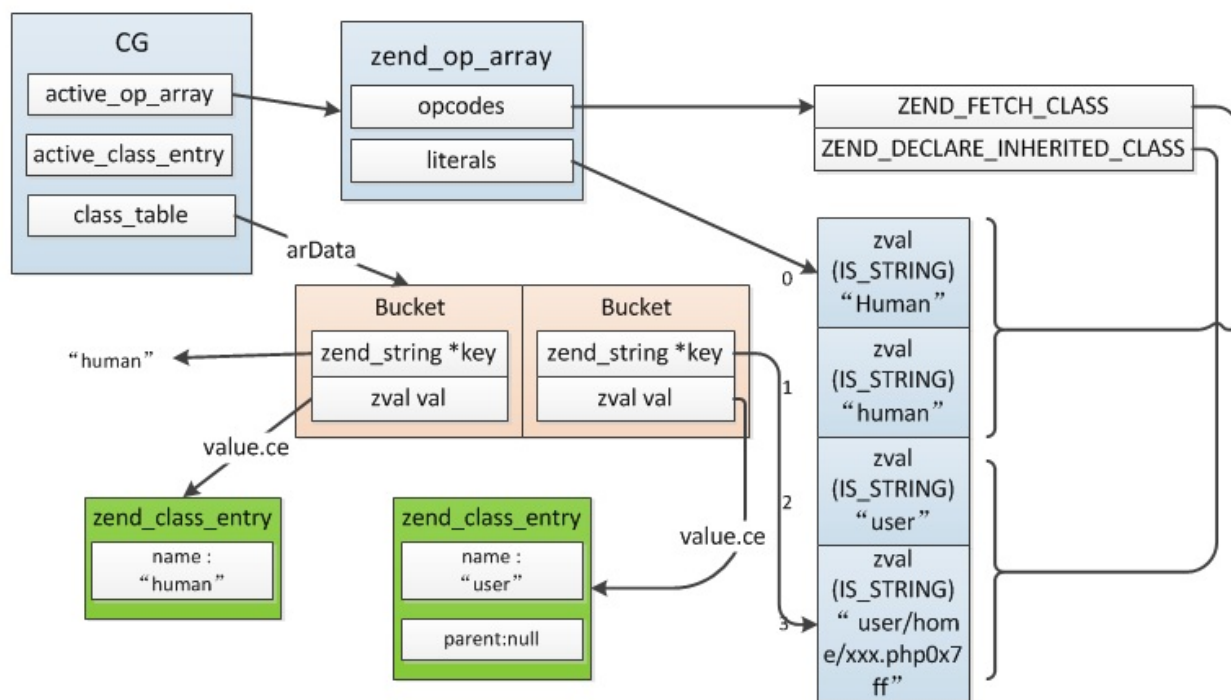 CG
active_op_array
active_class_entry
class_table
zend_op_array
opcodes
literals
ZEND_FETCH_CLASS
ZEND_DECLARE_INHERITED_CLASS
arData
Bucket
zend_string *key
zval val
Bucket
zend_string *key
zval val
“human”
value.ce
value.ce
zend_class_entry
name :
“human”
zend_class_entry
name :
“user”
parent:null
0
zval
(IS_STRING)
“Human”
1
zval
(IS_STRING)
“human”
2
zval
(IS_STRING)
“user”
3
zval
(IS_STRING)
“ user/hom
e/xxx.php0x7
ff”